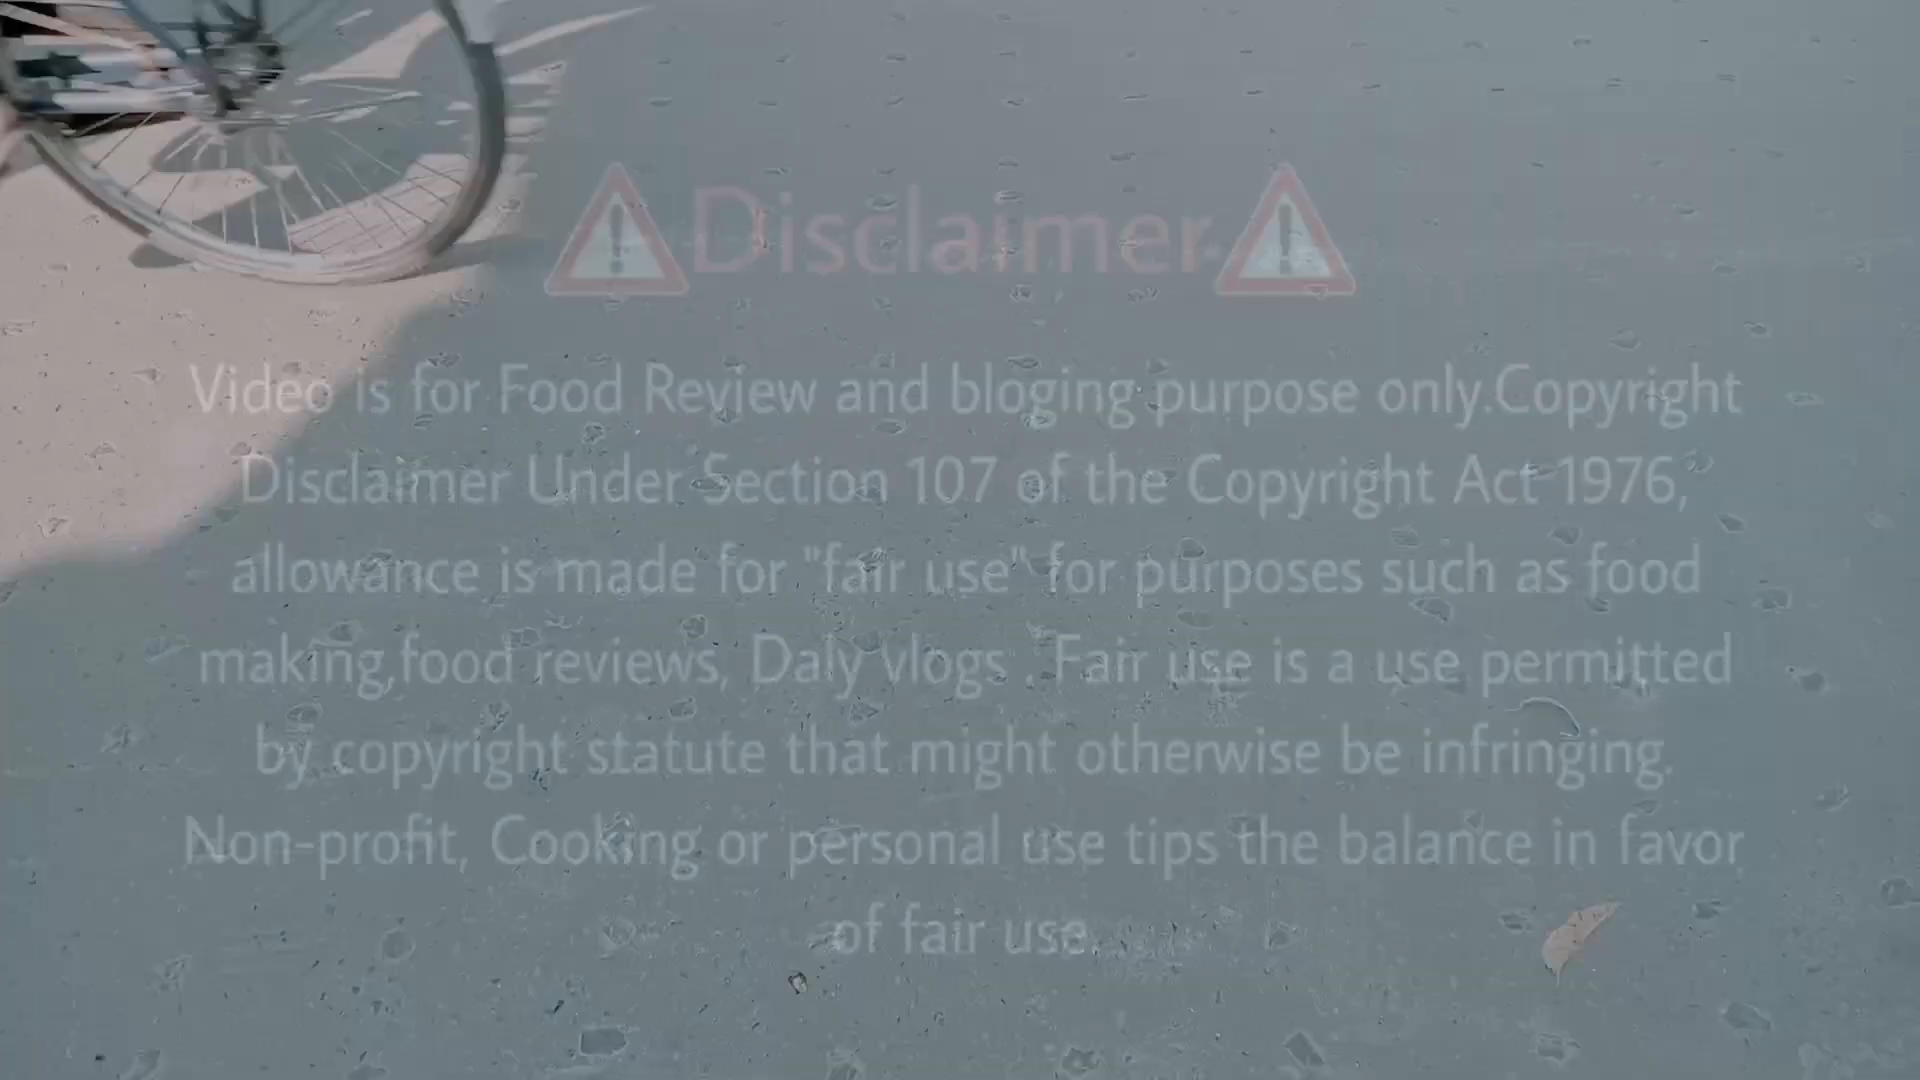 Disclaimer
Video is for Food Review and bloging purpose only.Copyright
Disclaimer Under Section 107 of the Copyright Act 1976,
allowance is made for "fair use" for purposes such as food
making,food reviews, Daly vlogs . Fair use is a use permitted
by copyright statute that might otherwise be infringing.
Non-profit, Cooking or personal use tips the balance in favor
of fair use.